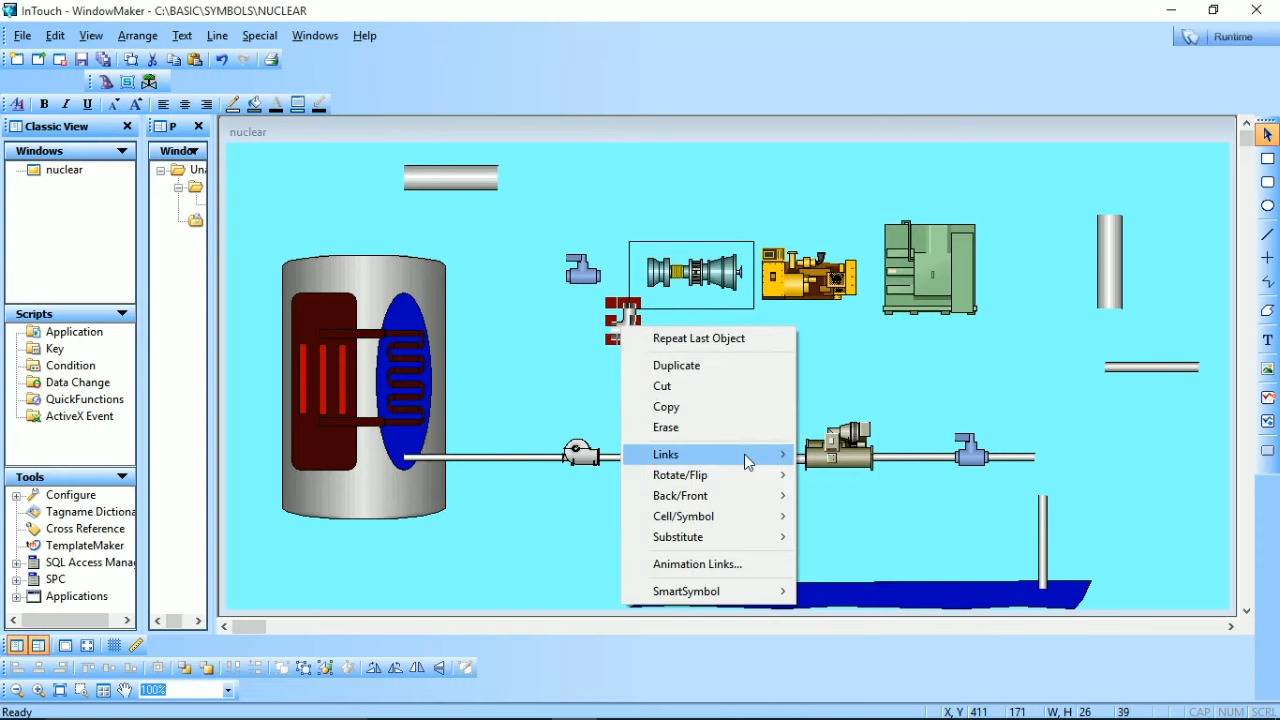 InTouch - WindowMaker - C:\BASIC\SYMBOLS\NUCLEAR
File Edit View Arrange Text Line Special Windows Help
Runtime
B I U
Classic View
P
Windows
nuclear
Scripts
Application
Key
Condition
Data Change
QuickFunctions
ActiveX Event
Tools
Configure
Tagname Dictiona
Cross Reference
TemplateMaker
SQL Access Mana
SPC
Applications
Window
Una
nuclear
Repeat Last Object
Duplicate
Cut
Copy
Erase
Links
Rotate/Flip
Back/Front
Cell/Symbol
Substitute
Animation Links...
SmartSymbol
100%
Ready
X, Y 411 171 W, H 26 39 CAP NUM SCRL